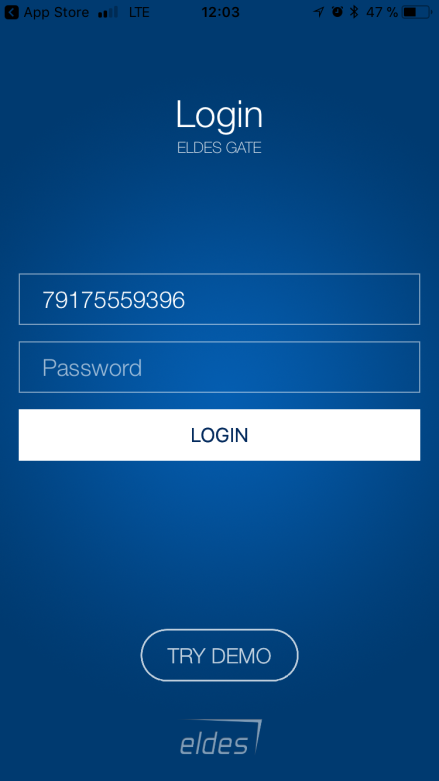 App Store LTE 12:03 47 %
Login
ELDES GATE
79175559396
Password
LOGIN
TRY DEMO
eldes